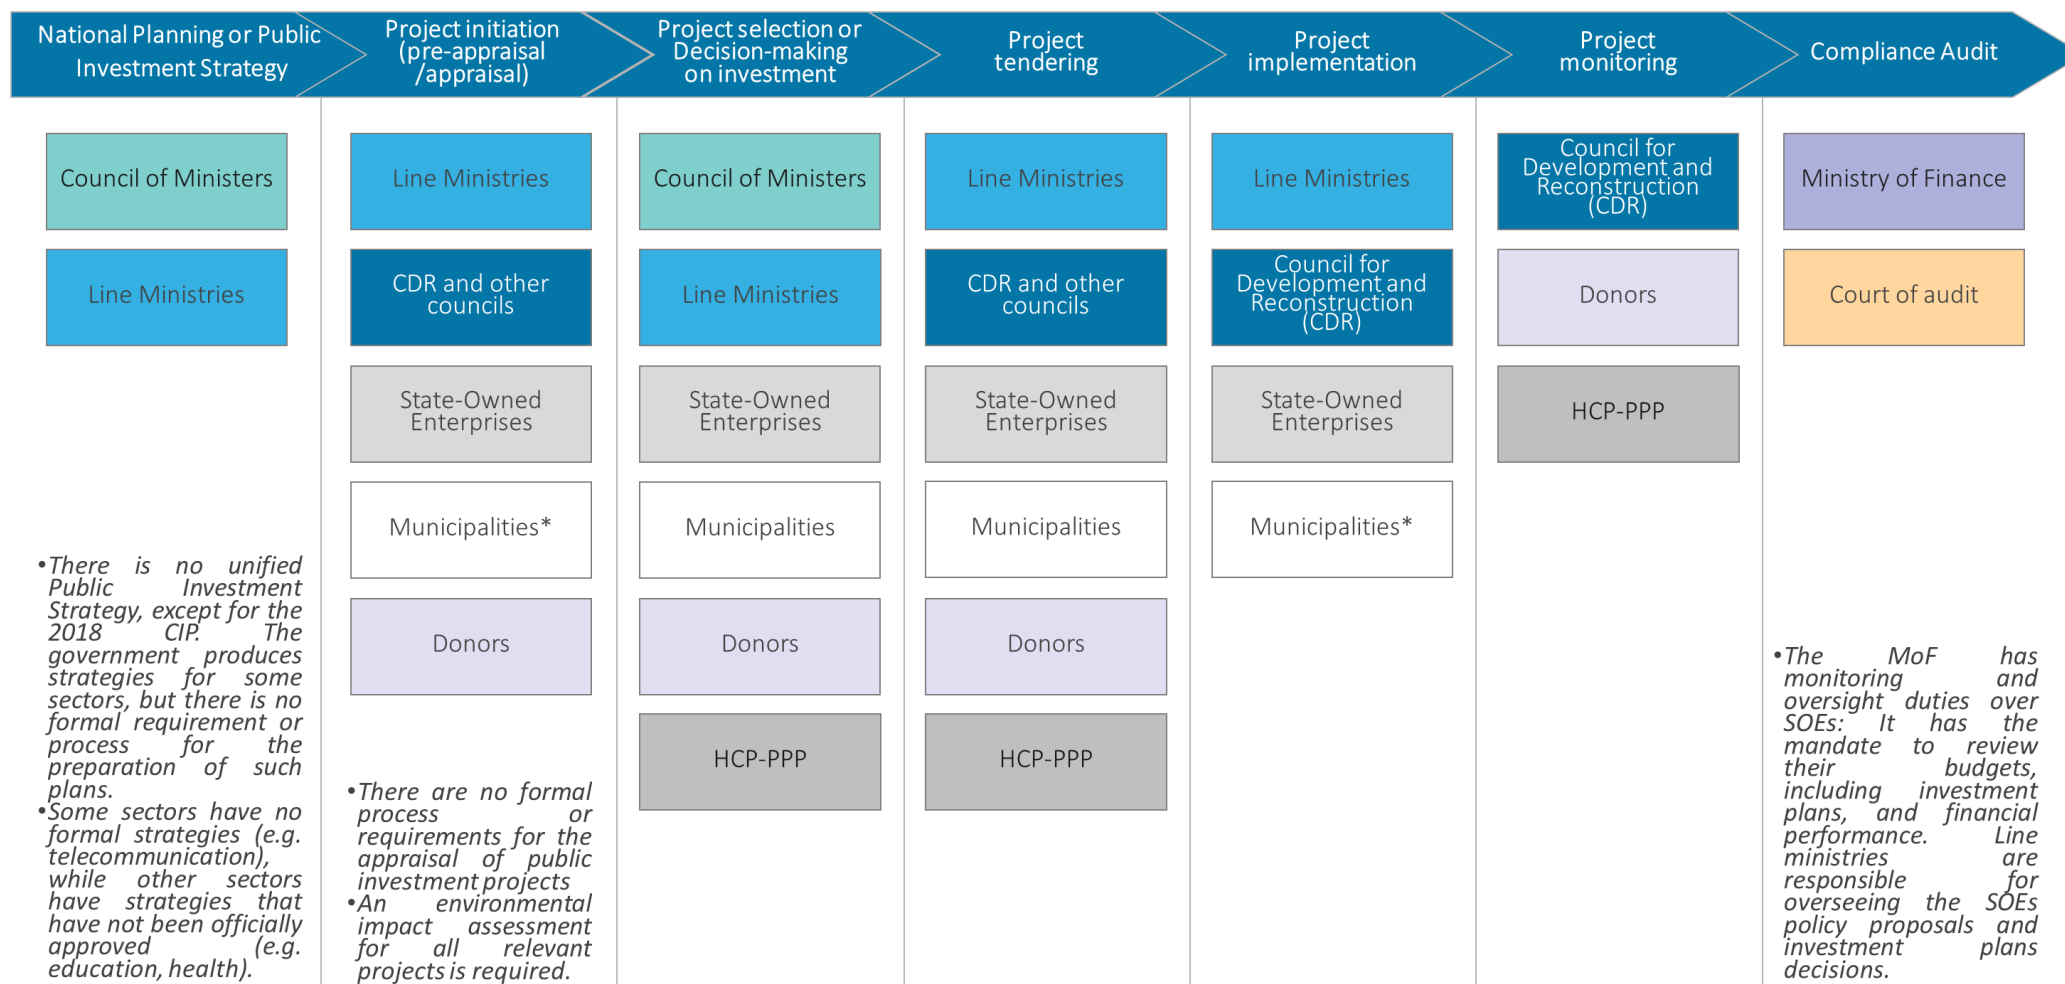 National Planning or Public
Investment Strategy
Project initiation
(pre-appraisal
/appraisal)
Project selection or
Decision-making
on investment
Project
tendering
Project
implementation
Project
monitoring
Compliance Audit
Council of Ministers
Line Ministries
•There is no unified
Public Investment
Strategy, except for the
2018 CIP. The
government produces
strategies for some
sectors, but there is no
formal requirement or
process for the
preparation of such
plans.
•Some sectors have no
formal strategies (e.g.
telecommunication),
while other sectors
have strategies that
have not been officially
approved (e.g.
education, health).
Line Ministries
CDR and other
councils
State-Owned
Enterprises
Municipalities*
Donors
•There are no formal
process or
requirements for the
appraisal of public
investment projects
•An environmental
impact assessment
for all relevant
projects is required.
Council of Ministers
Line Ministries
State-Owned
Enterprises
Municipalities
Donors
HCP-PPP
Line Ministries
CDR and other
councils
State-Owned
Enterprises
Municipalities
Donors
HCP-PPP
Line Ministries
Council for
Development and
Reconstruction
(CDR)
State-Owned
Enterprises
Municipalities*
Council for
Development and
Reconstruction
(CDR)
Donors
HCP-PPP
Ministry of Finance
Court of audit
•The MoF has
monitoring and
oversight duties over
SOEs: It has the
mandate to review
their budgets,
including investment
plans, and financial
performance. Line
ministries are
responsible for
overseeing the SOEs
policy proposals and
investment plans
decisions.